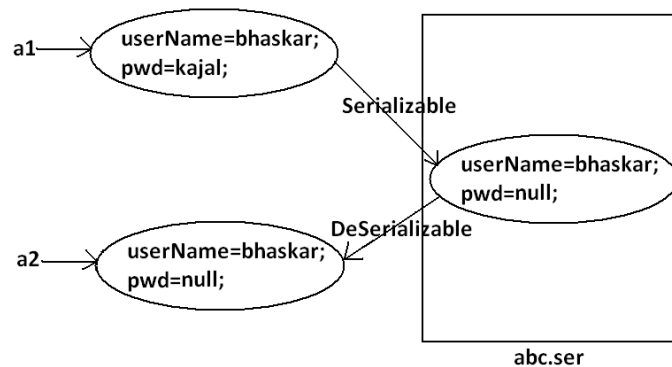 a1
userName=bhaskar;
pwd=kajal;
Serializable
userName=bhaskar;
pwd=null;
DeSerializable
a2
userName=bhaskar;
pwd=null;
abc.ser